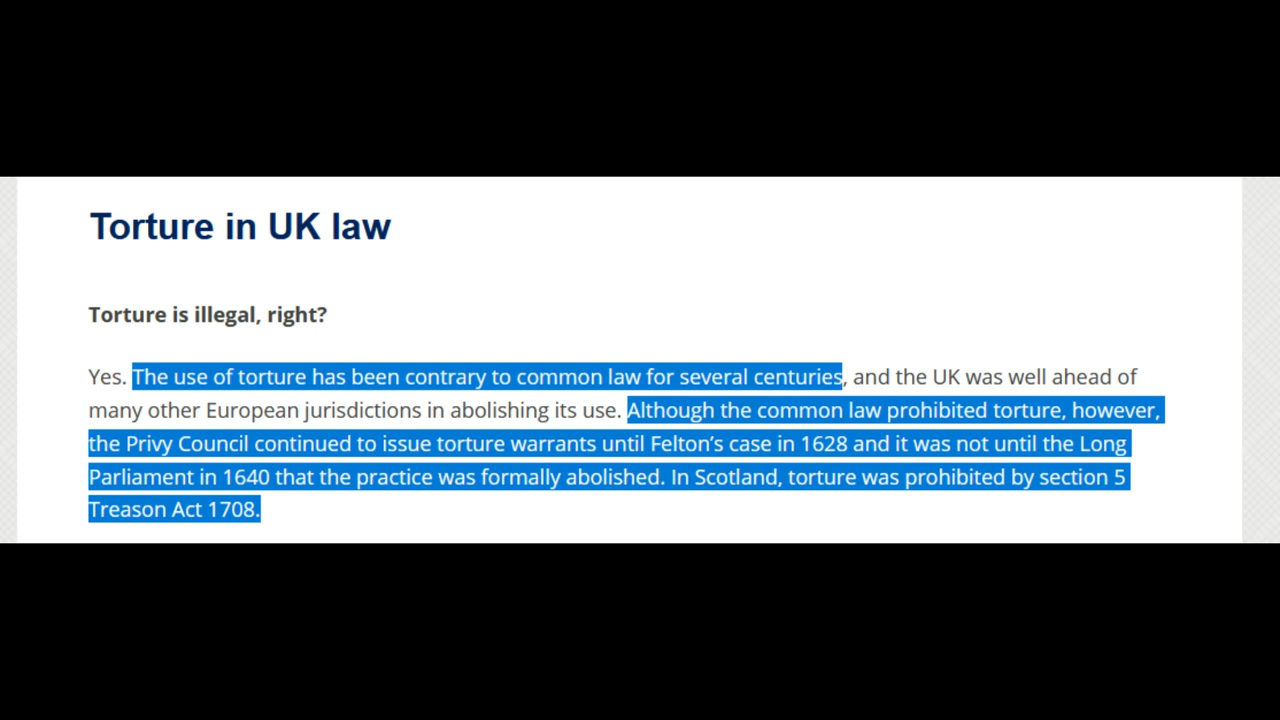 Torture in UK law
Torture is illegal, right?
Yes. The use of torture has been contrary to common law for several centuries, and the UK was well ahead of
many other European jurisdictions in abolishing its use. Although the common law prohibited torture, however,
the Privy Council continued to issue torture warrants until Felton’s case in 1628 and it was not until the Long
Parliament in 1640 that the practice was formally abolished. In Scotland, torture was prohibited by section 5
Treason Act 1708.